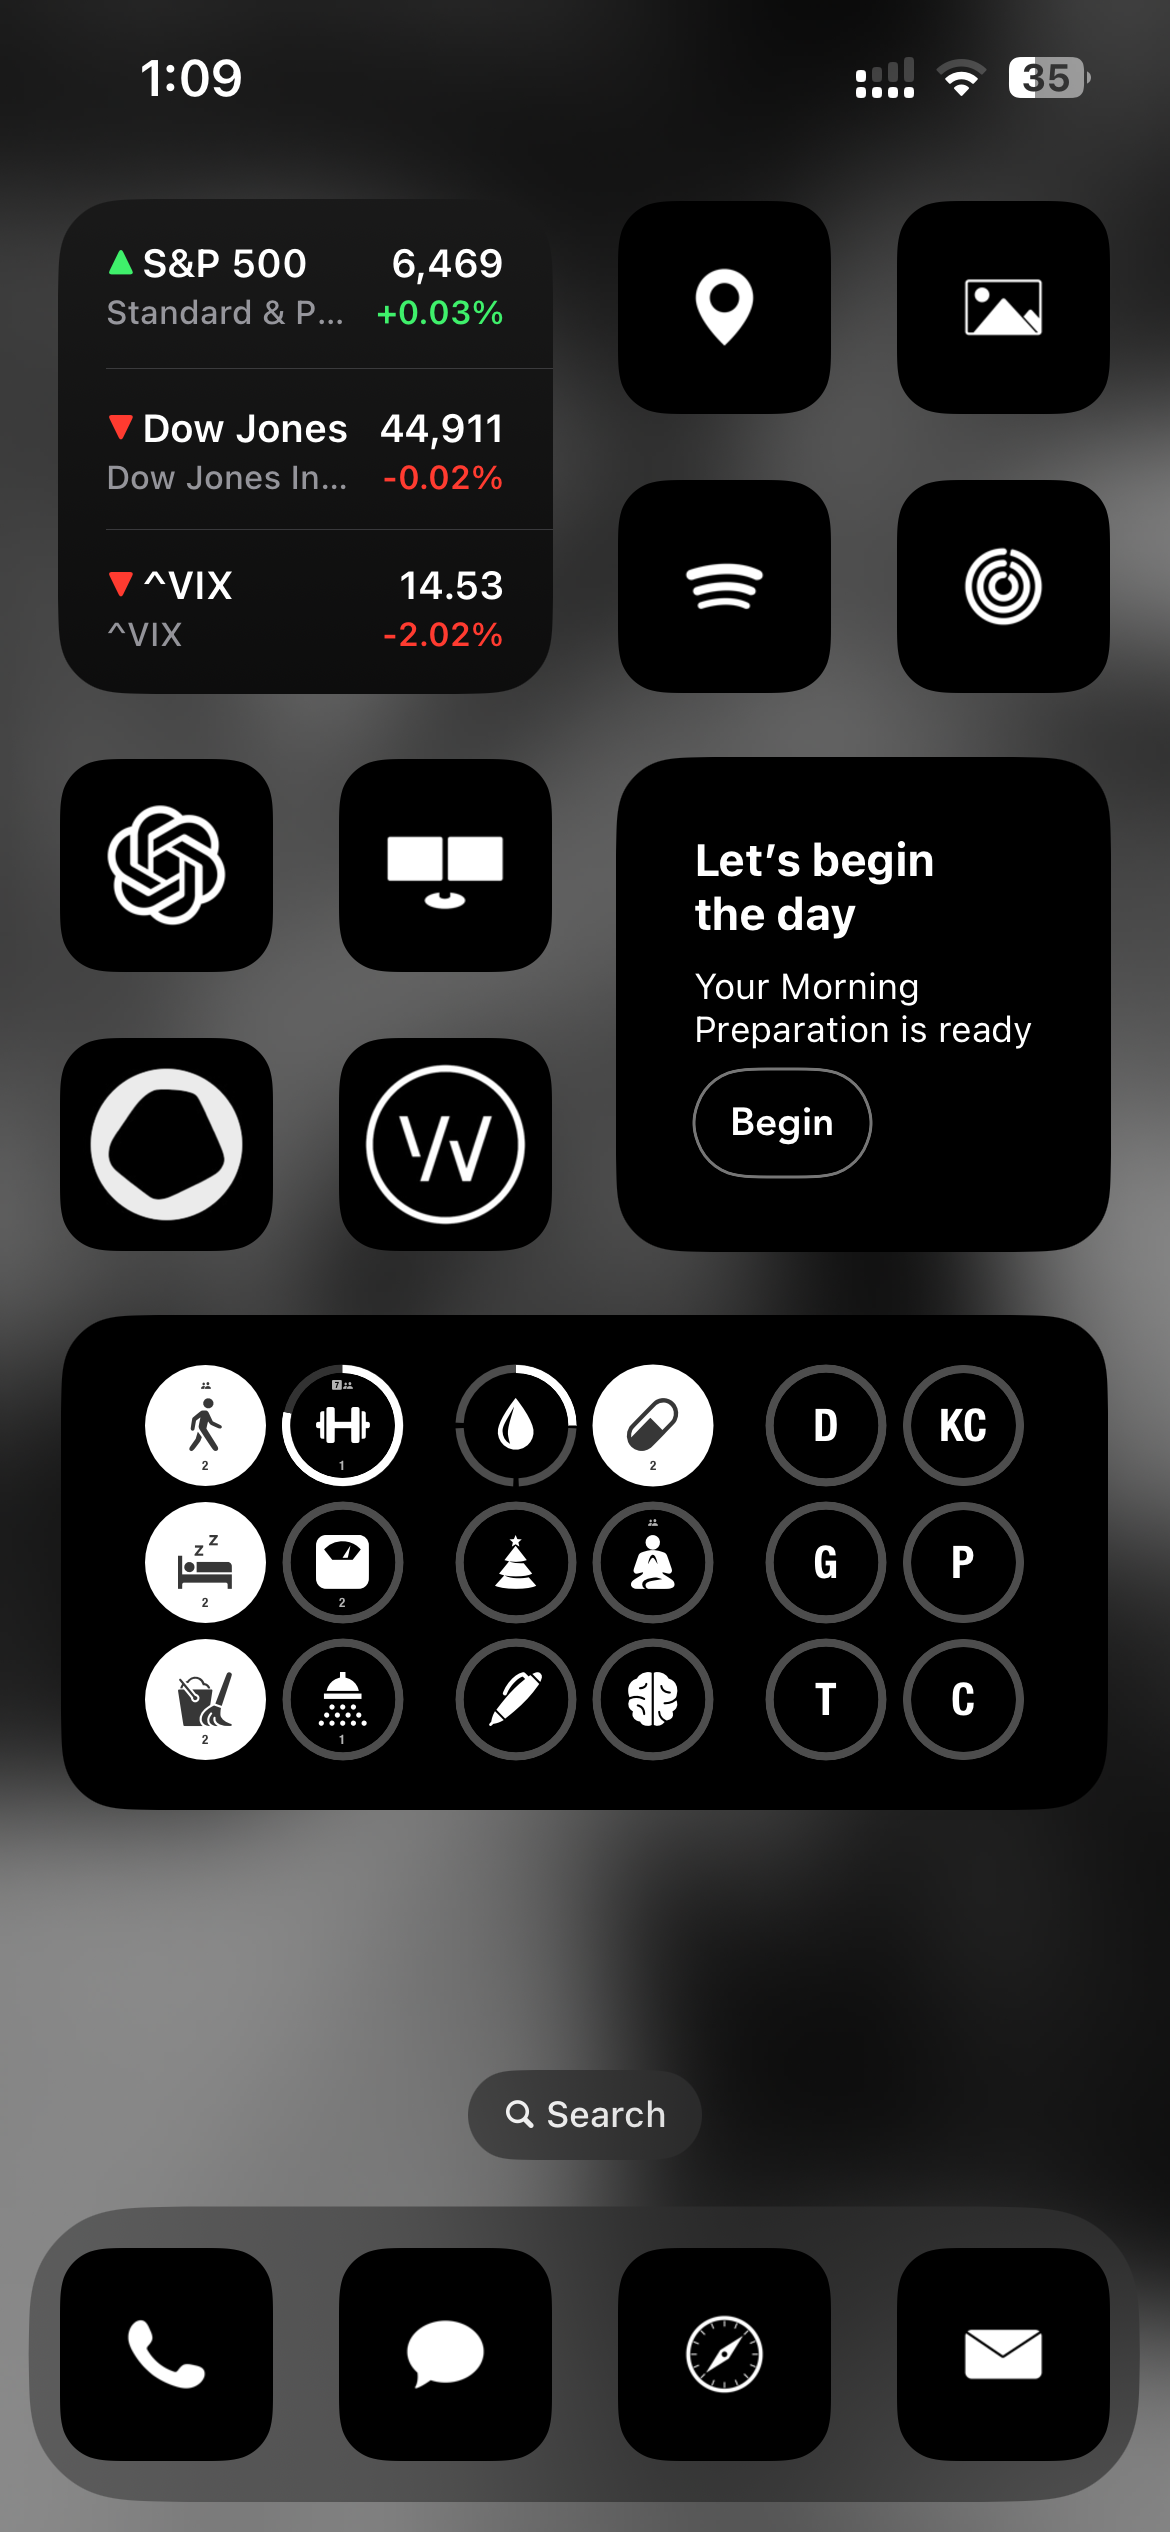 1:09
35
S&P 500 6,469
Standard & P... +0.03%
Dow Jones 44,911
Dow Jones In... -0.02%
^VIX 14.53
^VIX -2.02%
Let’s begin
the day
Your Morning
Preparation is ready
Begin
7
2 1 2
D KC
z z
2 2
G P
2 1
T C
Search